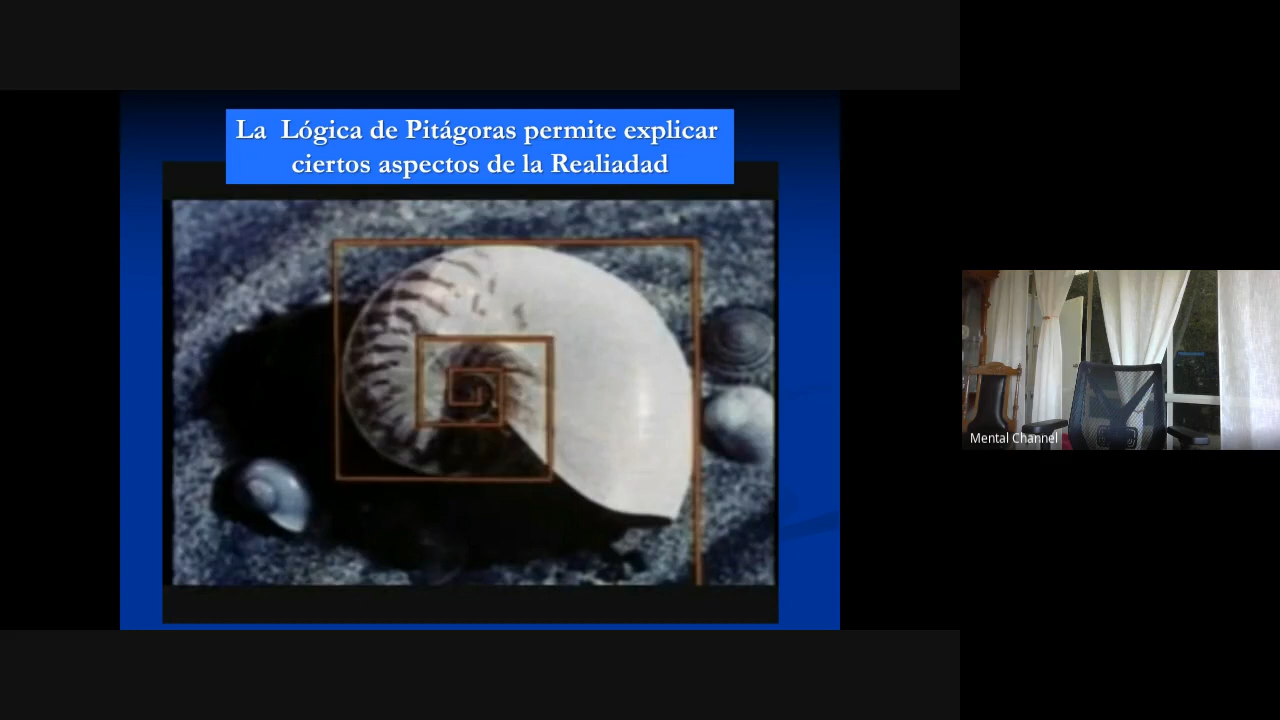 La  Lógica de Pitágoras permite explicar
ciertos aspectos de la Realiadad
Mental Channel